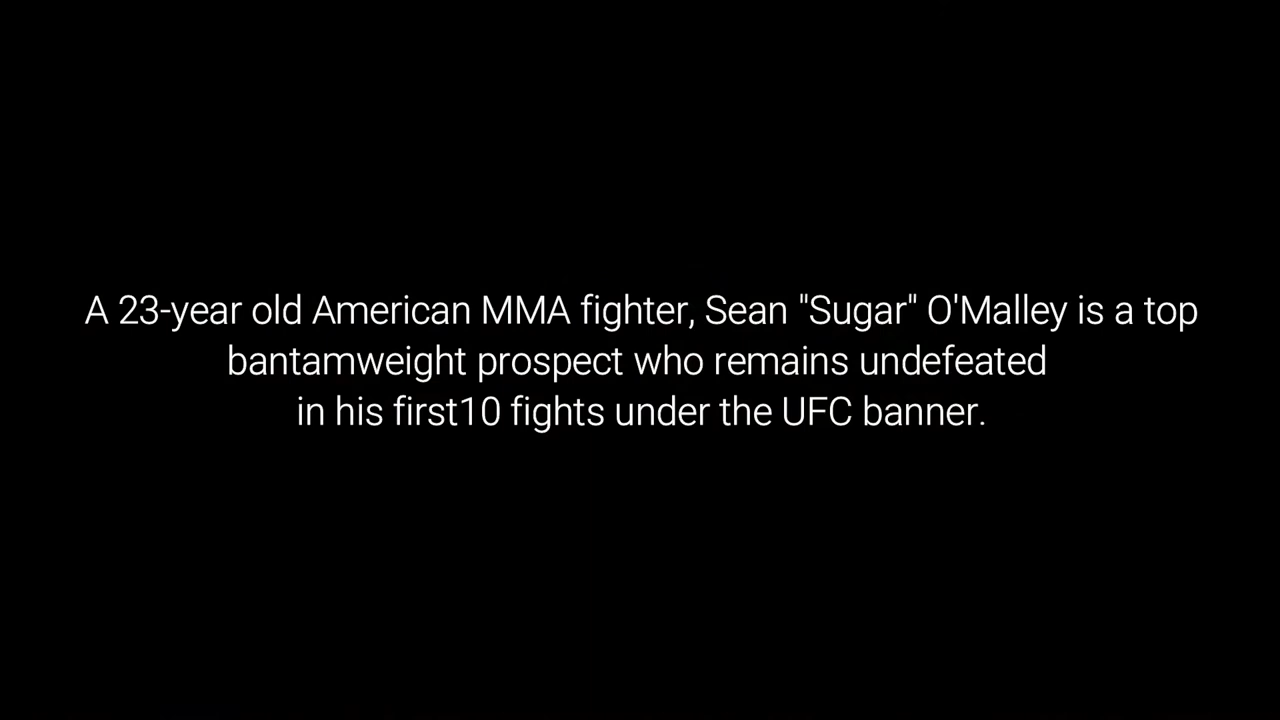 A 23-year old American MMA fighter, Sean "Sugar" O'Malley is a top
bantamweight prospect who remains undefeated
in his first10 fights under the UFC banner.